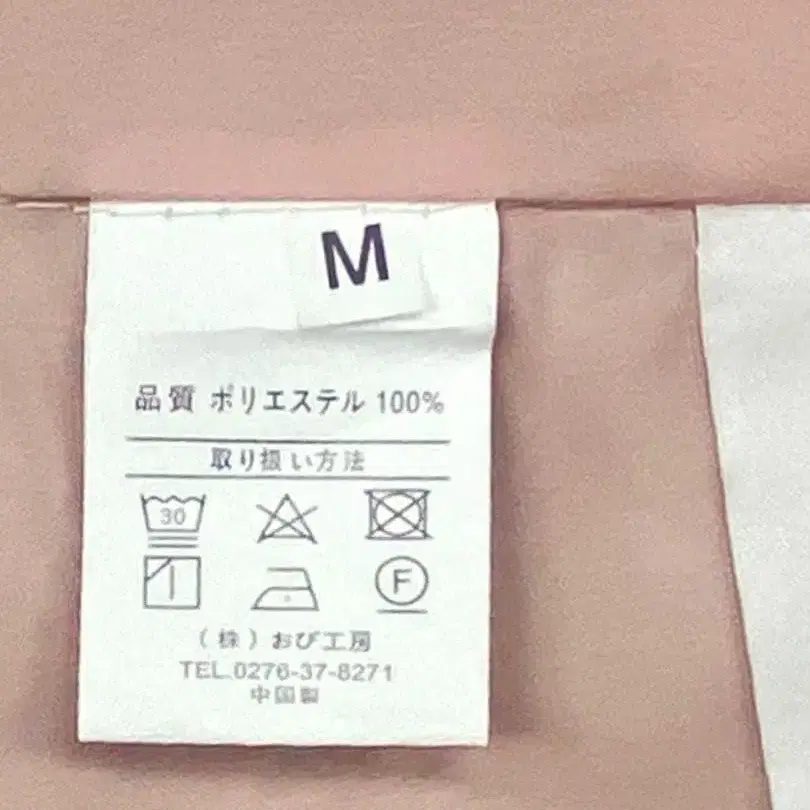 M
品質 ポリエステル 100%
取り扱い方法
30
F
(株)おび工房
TEL.0276-37-8271
中国製